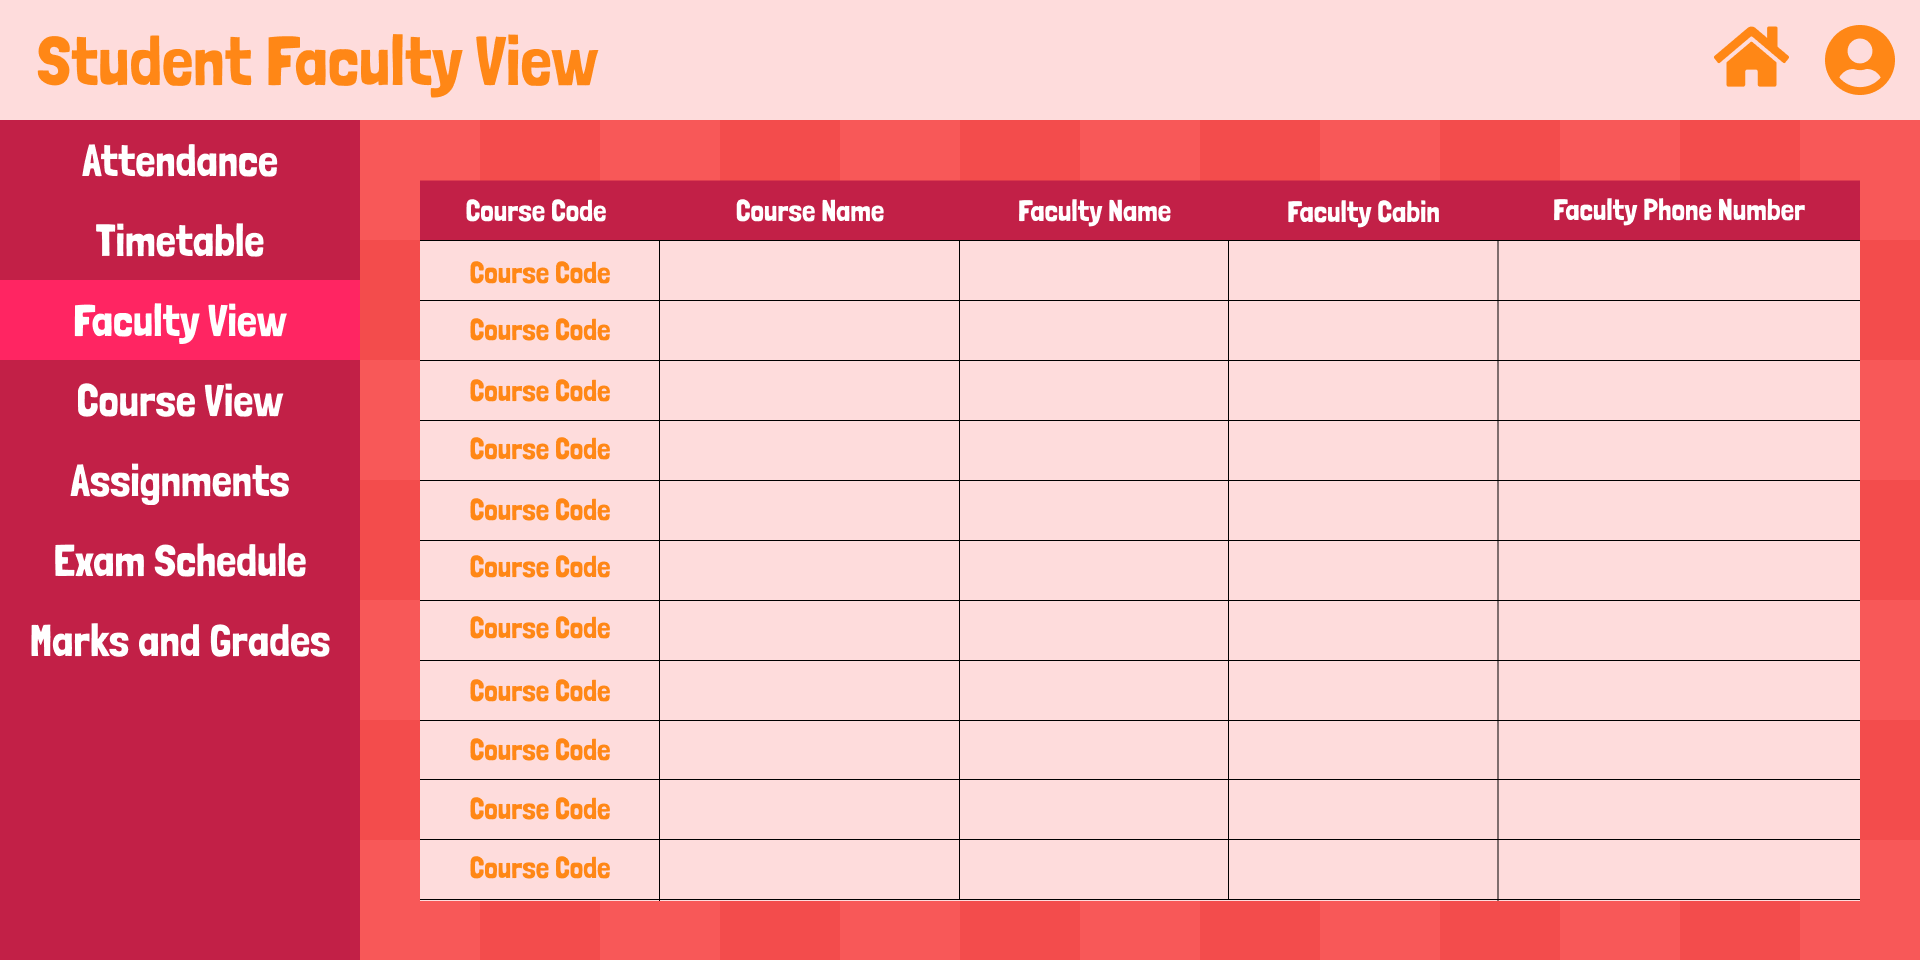 Student Faculty View
Attendance
Timetable
Faculty View
Course View
Assignments
Exam Schedule
Marks and Grades
Course Code Course Name Faculty Name Faculty Cabin Faculty Phone Number
Course Code
Course Code
Course Code
Course Code
Course Code
Course Code
Course Code
Course Code
Course Code
Course Code
Course Code